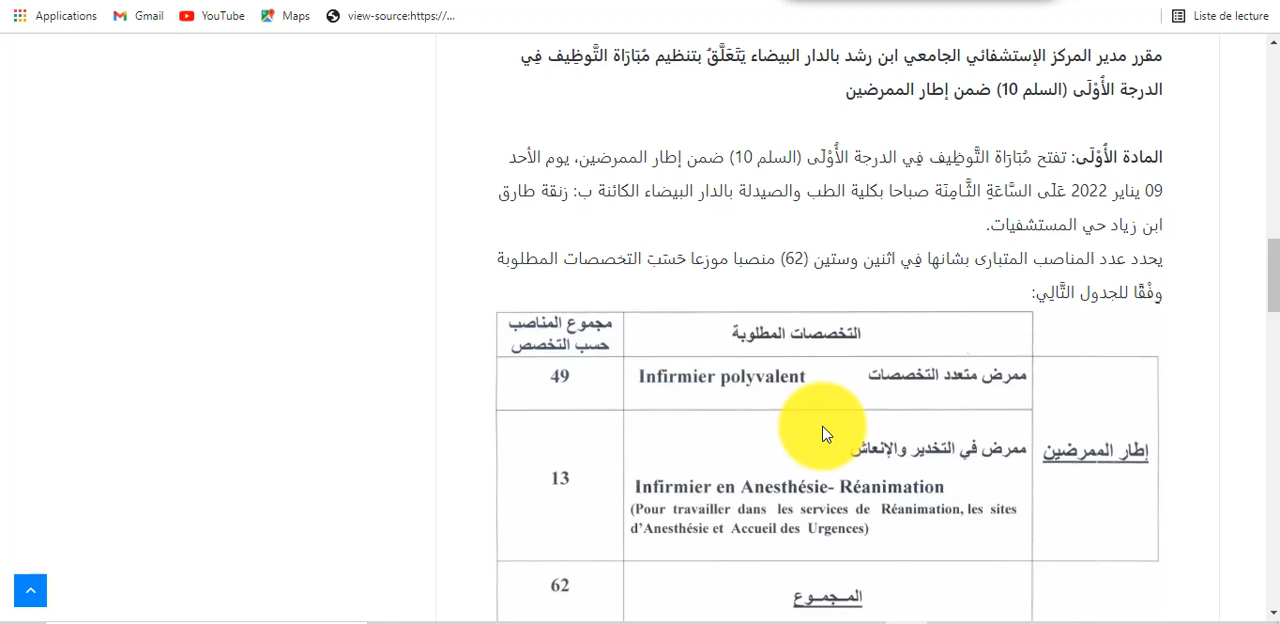 Applications
Gmail
YouTube
Maps
view-source:https://...
Liste de lecture
مقرر مدير المركز الإستشفائي الجامعي ابن رشد بالدار البيضاء يَتَعَلَّقُ بتنظيم مُبَارَاة التَّوظِيف فِي
الدرجة الأُوْلَى (السلم 10) ضمن إطار الممرضين
المادة الأُوْلَى: تفتح مُبَارَاة التَّوظِيف فِي الدرجة الأُوْلَى (السلم 10) ضمن إطار الممرضين، يوم الأحد
09 يناير 2022 عَلَى السَّاعَةِ الثَّـامِنَة صباحا بكلية الطب والصيدلة بالدار البيضاء الكائنة ب: زنقة طارق
ابن زياد حي المستشفيات.
يحدد عدد المناصب المتبارى بشانها فِي اثنين وستين (62) منصبا موزعا حَسَبَ التخصصات المطلوبة
وفْقًا للجدول التَّالِي:
التخصصات المطلوبة
مجموع المناصب
حسب التخصص
إطار الممرضين
ممرض متعدد التخصصات Infirmier polyvalent
49
ممرض في التخدير والإنعاش
Infirmier en Anesthésie- Réanimation
(Pour travailler dans les services de Réanimation, les sites
d'Anesthésie et Accueil des Urgences)
13
المـجمـوع
62